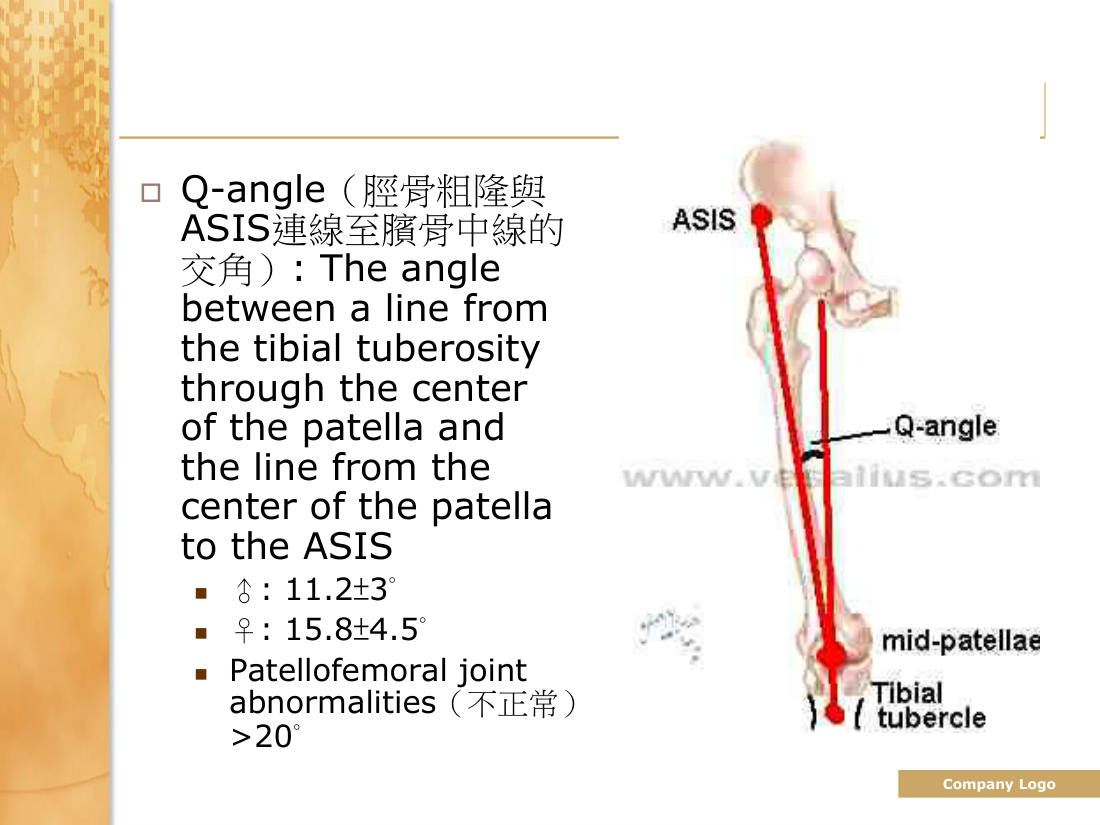 Q-angle（脛骨粗隆與
ASIS連線至髕骨中線的
交角）: The angle
between a line from
the tibial tuberosity
through the center
of the patella and
the line from the
center of the patella
to the ASIS
♂: 11.2±3°
♀: 15.8±4.5°
Patellofemoral joint
abnormalities（不正常）
>20°
ASIS
Q-angle
www.vesalius.com
mid-patellae
Tibial
tubercle
Company Logo